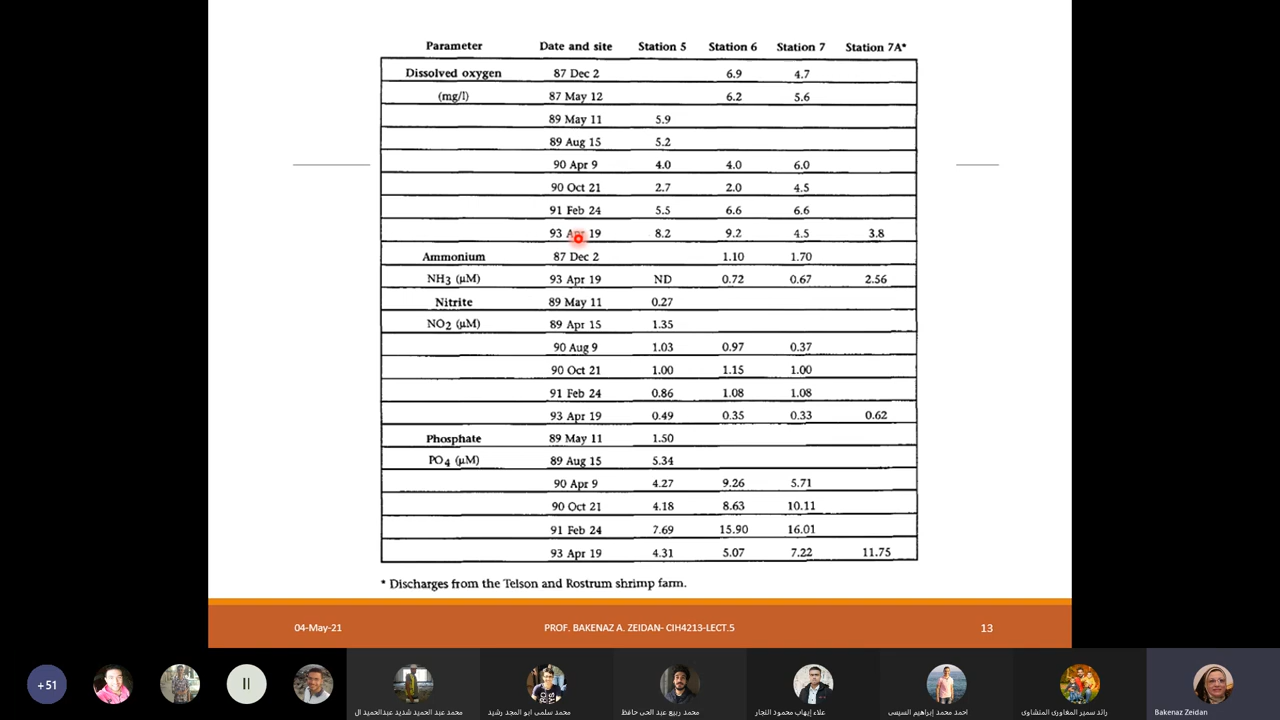 Parameter Date and site Station 5 Station 6 Station 7 Station 7A*
Dissolved oxygen 87 Dec 2 6.9 4.7
(mg/l) 87 May 12 6.2 5.6
89 May 11 5.9
89 Aug 15 5.2
90 Apr 9 4.0 4.0 6.0
90 Oct 21 2.7 2.0 4.5
91 Feb 24 5.5 6.6 6.6
93 Apr 19 8.2 9.2 4.5 3.8
Ammonium 87 Dec 2 1.10 1.70
NH3 (µM) 93 Apr 19 ND 0.72 0.67 2.56
Nitrite 89 May 11 0.27
NO2 (µM) 89 Apr 15 1.35
90 Aug 9 1.03 0.97 0.37
90 Oct 21 1.00 1.15 1.00
91 Feb 24 0.86 1.08 1.08
93 Apr 19 0.49 0.35 0.33 0.62
Phosphate 89 May 11 1.50
PO4 (µM) 89 Aug 15 5.34
90 Apr 9 4.27 9.26 5.71
90 Oct 21 4.18 8.63 10.11
91 Feb 24 7.69 15.90 16.01
93 Apr 19 4.31 5.07 7.22 11.75
* Discharges from the Telson and Rostrum shrimp farm.
04-May-21 PROF. BAKENAZ A. ZEIDAN- CIH4213-LECT.5 13
+51
محمد عبد الحميد شديد عبدالحميد ال
محمد سلمى ابو المجد رشيد
محمد ربيع عبد الحى حافظ
علاء إيهاب محمود النجار
احمد محمد إبراهيم السيسى
رائد سمير المغاورى المتشاوى
Bakenaz Zeidan